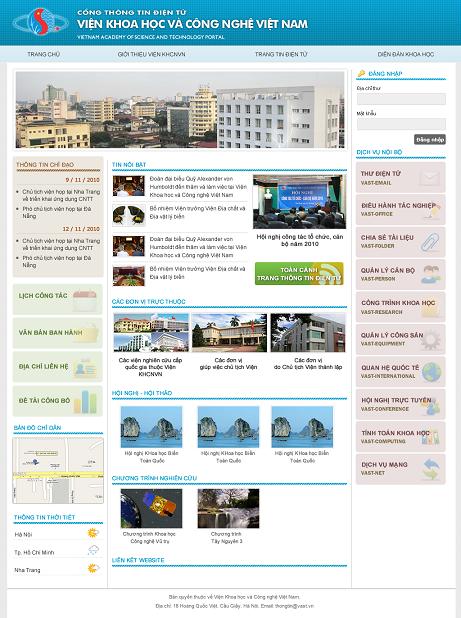 CỔNG THÔNG TIN ĐIỆN TỬ
VIỆN KHOA HỌC VÀ CÔNG NGHỆ VIỆT NAM
VIETNAM ACADEMY OF SCIENCE AND TECHNOLOGY PORTAL
TRANG CHỦ
GIỚI THIỆU VIỆN KHCNVN
TRANG TIN ĐIỆN TỬ
DIỄN ĐÀN KHOA HỌC
THÔNG TIN CHỈ ĐẠO
9 / 11 / 2010
Chủ tịch viện họp tại Nha Trang
về triển khai ứng dụng CNTT
Phó chủ tịch viên họp tại Đà
Nẵng
12 / 11 / 2010
Chủ tịch viện họp tại Nha Trang
về triển khai ứng dụng CNTT
Phó chủ tịch viên họp tại Đà
Nẵng
LỊCH CÔNG TÁC
VĂN BẢN BAN HÀNH
ĐỊA CHỈ LIÊN HỆ
ĐỀ TÀI CÔNG BỐ
BẢN ĐỒ CHỈ DẪN
THÔNG TIN THỜI TIẾT
Hà Nội
Tp. Hồ Chí Minh
Nha Trang
TIN NỔI BẬT
Đoàn đại biểu Quỹ Alexander von
Humboldt đến thăm và làm việc tại Viện
Khoa học và Công nghệ Việt Nam
Bổ nhiệm Viện trưởng Viện Địa chất và
Địa vật lý biển
Đoàn đại biểu Quỹ Alexander von
Humboldt đến thăm và làm việc tại Viện
Khoa học và Công nghệ Việt Nam
Bổ nhiệm Viện trưởng Viện Địa chất và
Địa vật lý biển
HỘI NGHỊ
CÔNG TÁC TỔ CHỨC, CÁN BỘ NĂM 2010
Hội nghị công tác tổ chức, cán
bộ năm 2010
TOÀN CẢNH
TRANG THÔNG TIN ĐIỆN TỬ
CÁC ĐƠN VỊ TRỰC THUỘC
Các viện nghiên cứu cấp
quốc gia thuộc Viện
KHCNVN
Các đơn vị
giúp việc chủ tịch Viện
Các đơn vị
do Chủ tịch Viện thành lập
HỘI NGHỊ - HỘI THẢO
Hội nghị KHoa học Biển
Toàn Quốc
Hội nghị KHoa học Biển
Toàn Quốc
Hội nghị KHoa học Biển
Toàn Quốc
CHƯƠNG TRÌNH NGHIÊN CỨU
Chương trình Khoa học
Công nghệ Vũ trụ
Chương trình
Tây Nguyên 3
LIÊN KẾT WEBSITE
ĐĂNG NHẬP
Địa chỉ thư
Mật khẩu
Đăng nhập
DỊCH VỤ NỘI BỘ
THƯ ĐIỆN TỬ
VAST-EMAIL
ĐIỀU HÀNH TÁC NGHIỆP
VAST-OFFICE
CHIA SẺ TÀI LIỆU
VAST-FOLDER
QUẢN LÝ CÁN BỘ
VAST-PERSON
CÔNG TRÌNH KHOA HỌC
VAST-RESEARCH
QUẢN LÝ CÔNG SẢN
VAST-EQUIPMENT
QUAN HỆ QUỐC TẾ
VAST-INTERNATIONAL
HỘI NGHỊ TRỰC TUYẾN
VAST-CONFERENCE
TÍNH TOÁN KHOA HỌC
VAST-COMPUTING
DỊCH VỤ MẠNG
VAST-NET
Bản quyền thuộc về Viện Khoa học và Công nghệ Việt Nam.
Địa chỉ: 18 Hoàng Quốc Việt, Cầu Giấy, Hà Nội. Email: thongtin@vast.vn